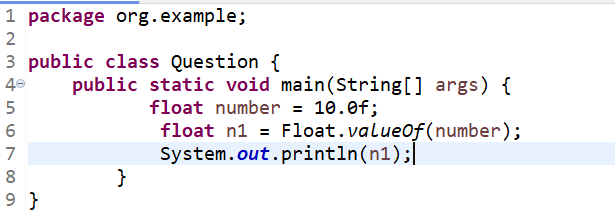 1 package org.example;
2
3 public class Question {
4 public static void main(String[] args) {
5 float number = 10.0f;
6 float n1 = Float.valueOf(number);
7 System.out.println(n1);
8 }
9 }